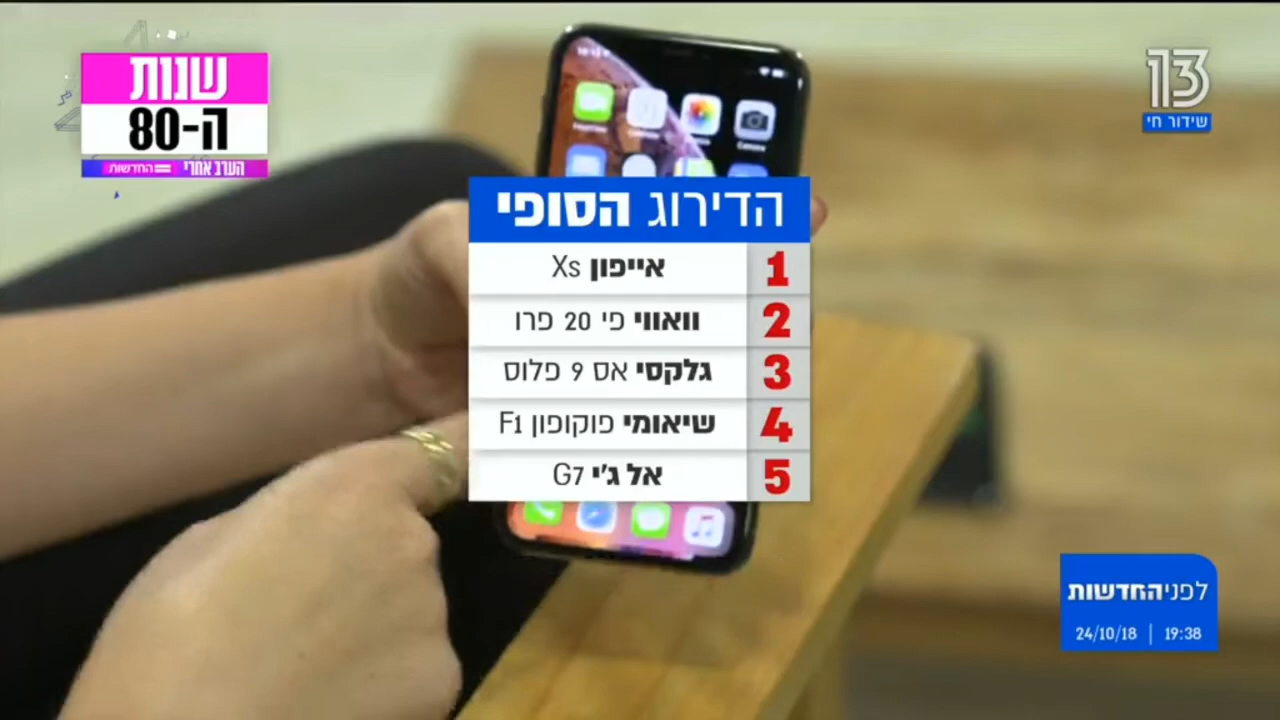 שנות
ה-80
הערב אחרי החדשות
13
שידור חי
הדירוג הסופי
1 אייפון Xs
2 וואווי פי 20 פרו
3 גלקסי אס 9 פלוס
4 שיאומי פוקופון F1
5 אל ג'י G7
לפני החדשות
24/10/18 | 19:38